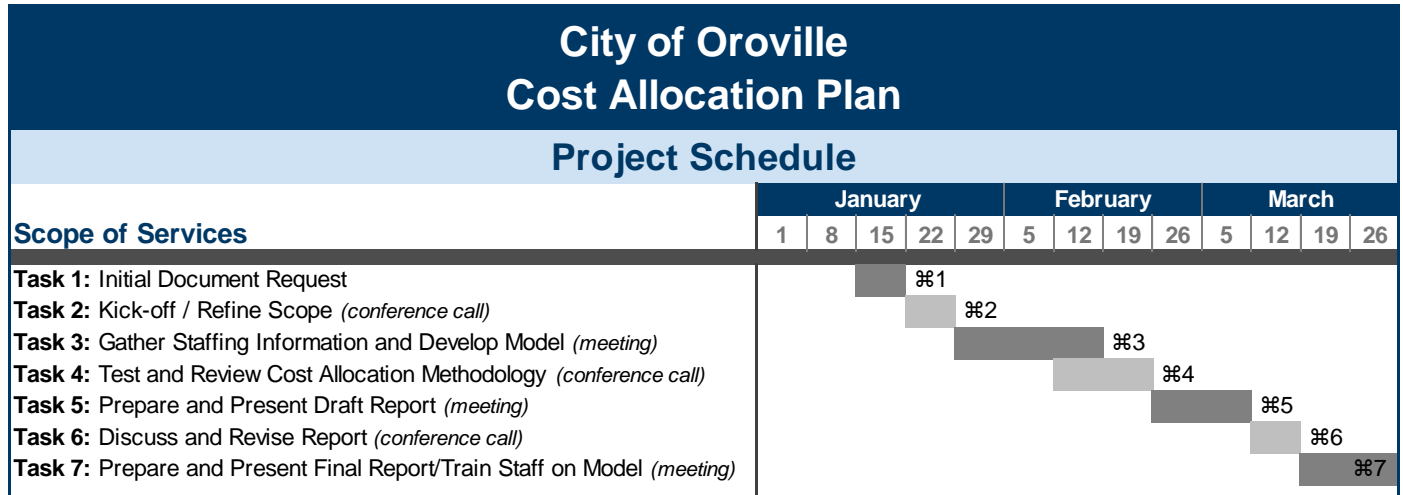 City of Oroville
Cost Allocation Plan
Project Schedule
January February March
Scope of Services 1 8 15 22 29 5 12 19 26 5 12 19 26
Task 1: Initial Document Request ⌘1
Task 2: Kick-off / Refine Scope (conference call) ⌘2
Task 3: Gather Staffing Information and Develop Model (meeting) ⌘3
Task 4: Test and Review Cost Allocation Methodology (conference call) ⌘4
Task 5: Prepare and Present Draft Report (meeting) ⌘5
Task 6: Discuss and Revise Report (conference call) ⌘6
Task 7: Prepare and Present Final Report/Train Staff on Model (meeting) ⌘7